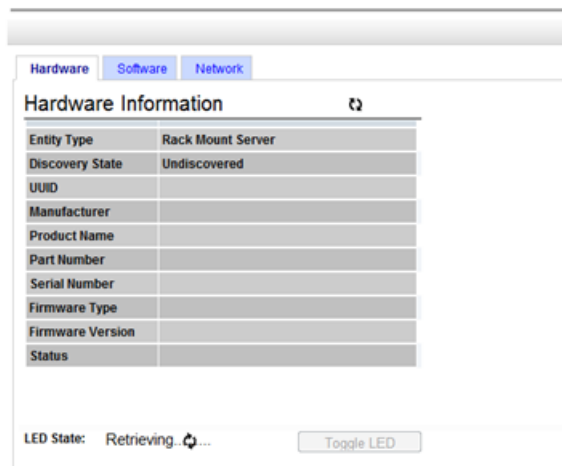 Hardware Software Network
Hardware Information
Entity Type Rack Mount Server
Discovery State Undiscovered
UUID
Manufacturer
Product Name
Part Number
Serial Number
Firmware Type
Firmware Version
Status
LED State: Retrieving..... Toggle LED